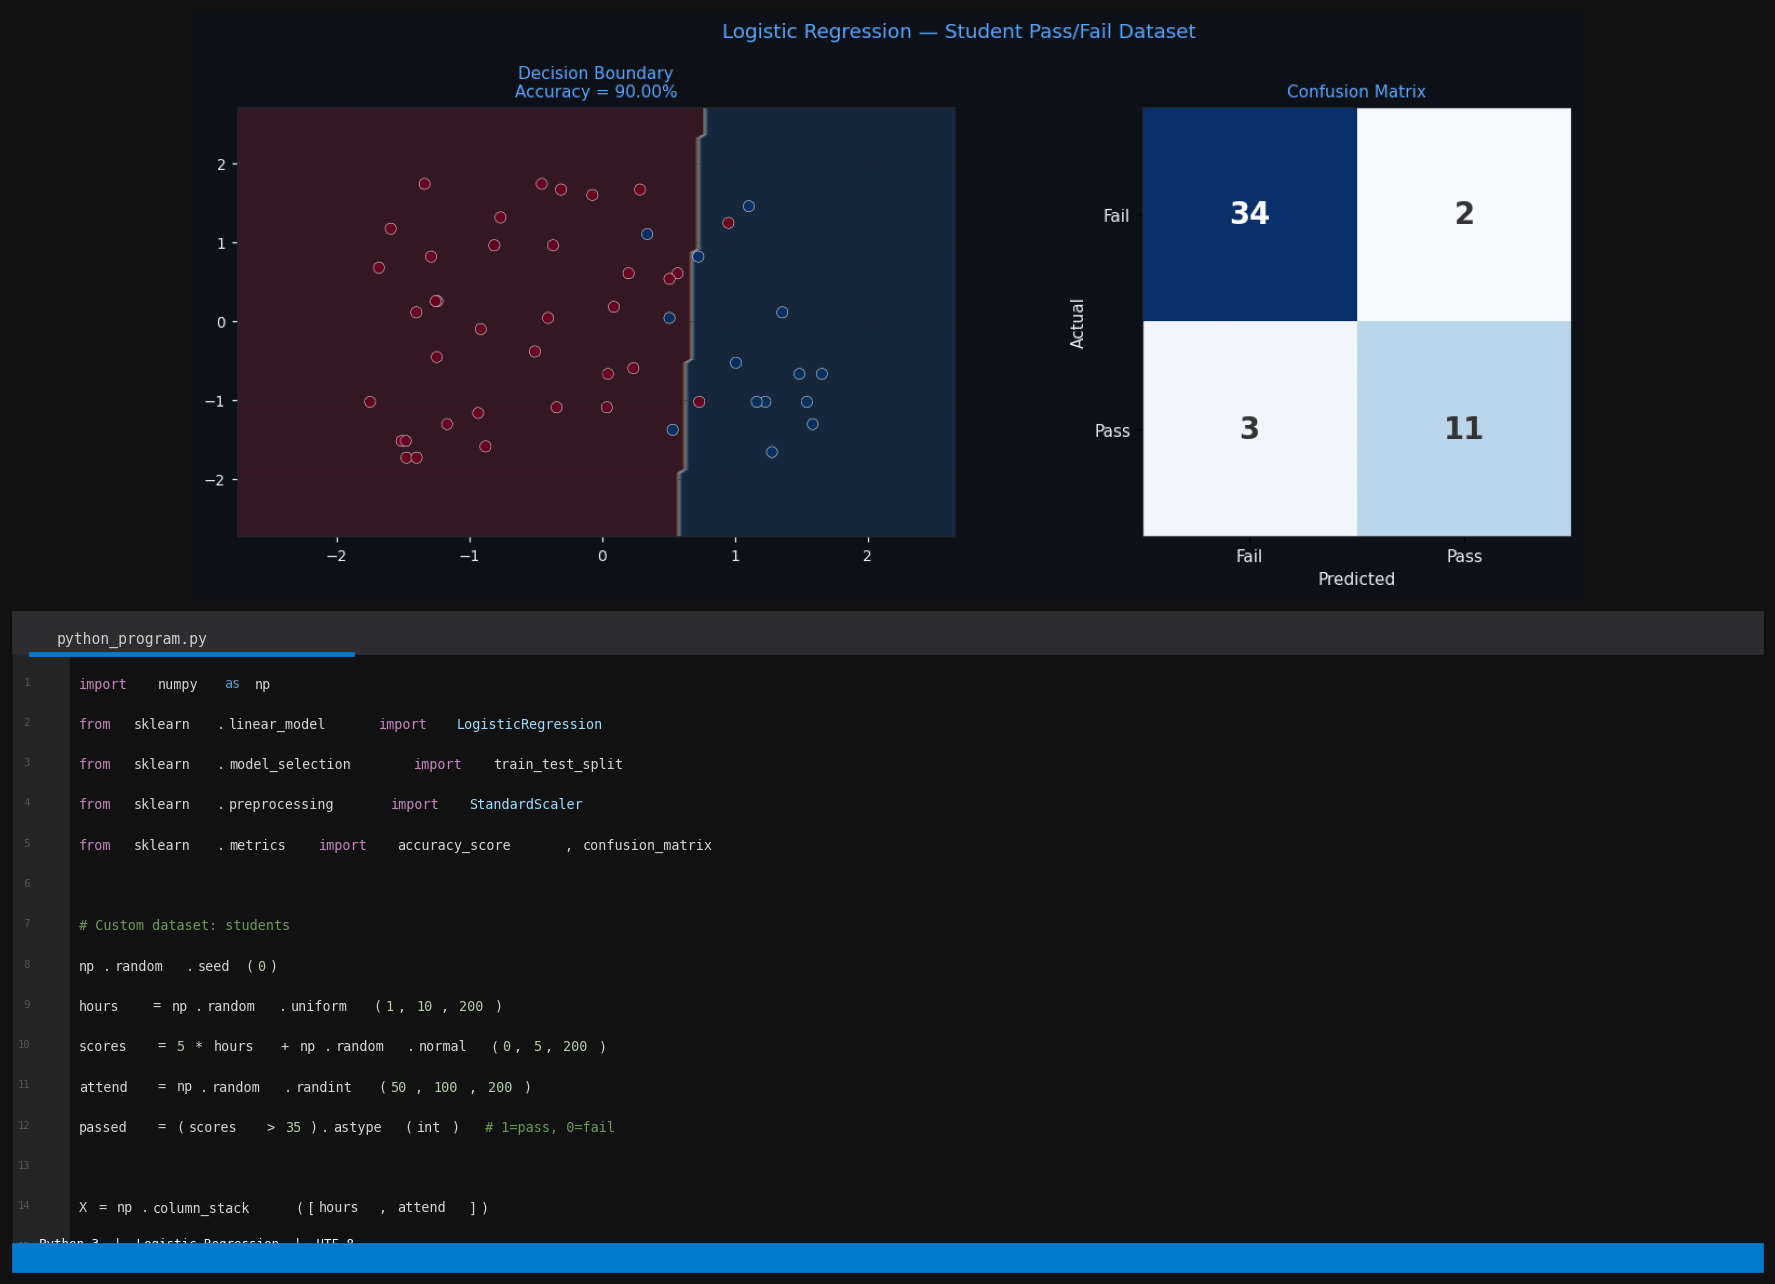 Logistic Regression — Student Pass/Fail Dataset
Decision Boundary
Accuracy = 90.00%
2
1
0
−1
−2
−2 −1 0 1 2
Confusion Matrix
Actual
Fail
Pass
34 2
3 11
Fail Pass
Predicted
python_program.py
1 import numpy as np
2 from sklearn .linear_model import LogisticRegression
3 from sklearn .model_selection import train_test_split
4 from sklearn .preprocessing import StandardScaler
5 from sklearn .metrics import accuracy_score , confusion_matrix
6
7 # Custom dataset: students
8 np .random .seed (0)
9 hours = np .random .uniform (1, 10 , 200 )
10 scores = 5 * hours + np .random .normal (0, 5, 200 )
11 attend = np .random .randint (50 , 100 , 200 )
12 passed = (scores > 35 ).astype (int ) # 1=pass, 0=fail
13
14 X = np .column_stack ([hours , attend ])
Python 3 | Logistic Regression | UTF-8